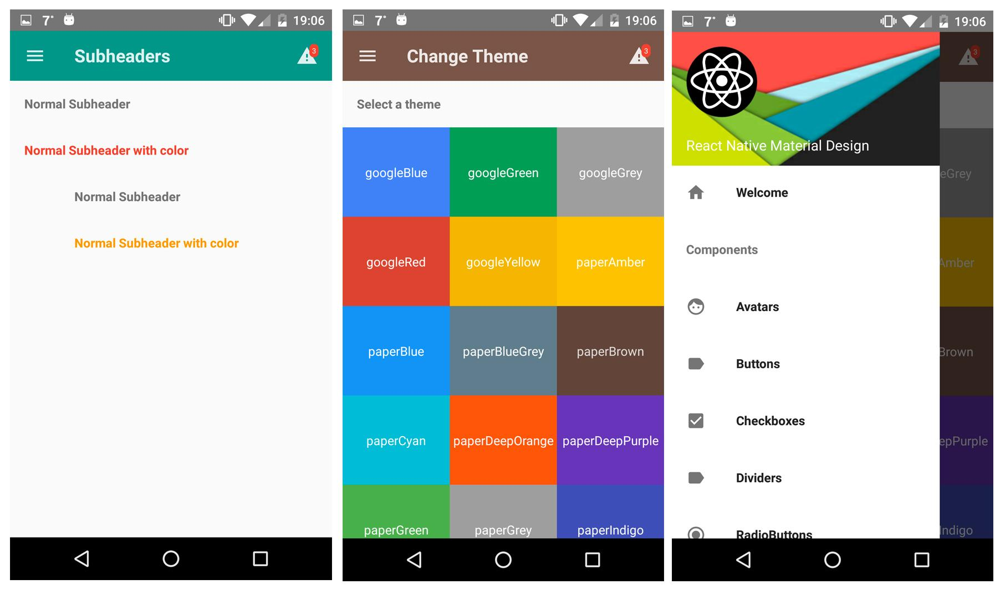 7°
19:06
Subheaders
3
Normal Subheader
Normal Subheader with color
Normal Subheader
Normal Subheader with color
7°
19:06
Change Theme
3
Select a theme
googleBlue googleGreen googleGrey
googleRed googleYellow paperAmber
paperBlue paperBlueGrey paperBrown
paperCyan paperDeepOrange paperDeepPurple
paperGreen paperGrey paperIndigo
7°
19:06
3
React Native Material Design
Welcome
Components
Avatars
Buttons
Checkboxes
Dividers
RadioButtons
eGrey
Amber
Brown
epPurple
Indigo